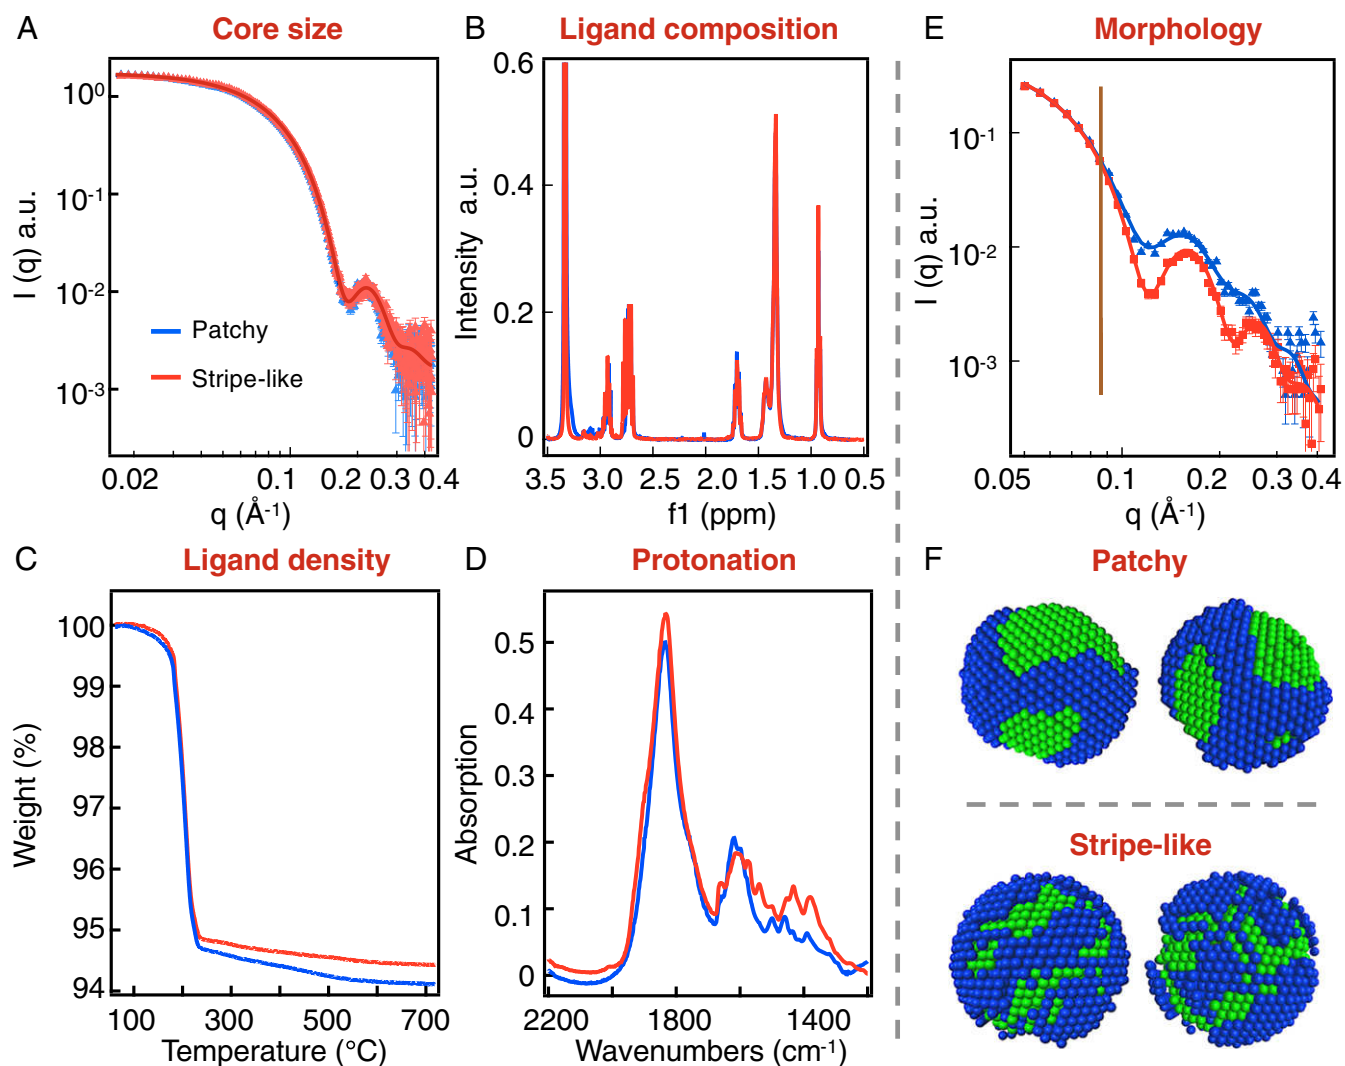 A Core size
I (q) a.u.
10⁰
10⁻¹
10⁻²
10⁻³
Patchy
Stripe-like
0.02 0.1 0.2 0.3 0.4
q (Å⁻¹)
B Ligand composition
Intensity a.u.
0.6
0.4
0.2
0
3.5 3.0 2.5 2.0 1.5 1.0 0.5
f1 (ppm)
C Ligand density
Weight (%)
100
99
98
97
96
95
94
100 300 500 700
Temperature (°C)
D Protonation
Absorption
0.5
0.4
0.3
0.2
0.1
0
2200 1800 1400
Wavenumbers (cm⁻¹)
E Morphology
I (q) a.u.
10⁻¹
10⁻²
10⁻³
0.05 0.1 0.2 0.3 0.4
q (Å⁻¹)
F Patchy
Stripe-like